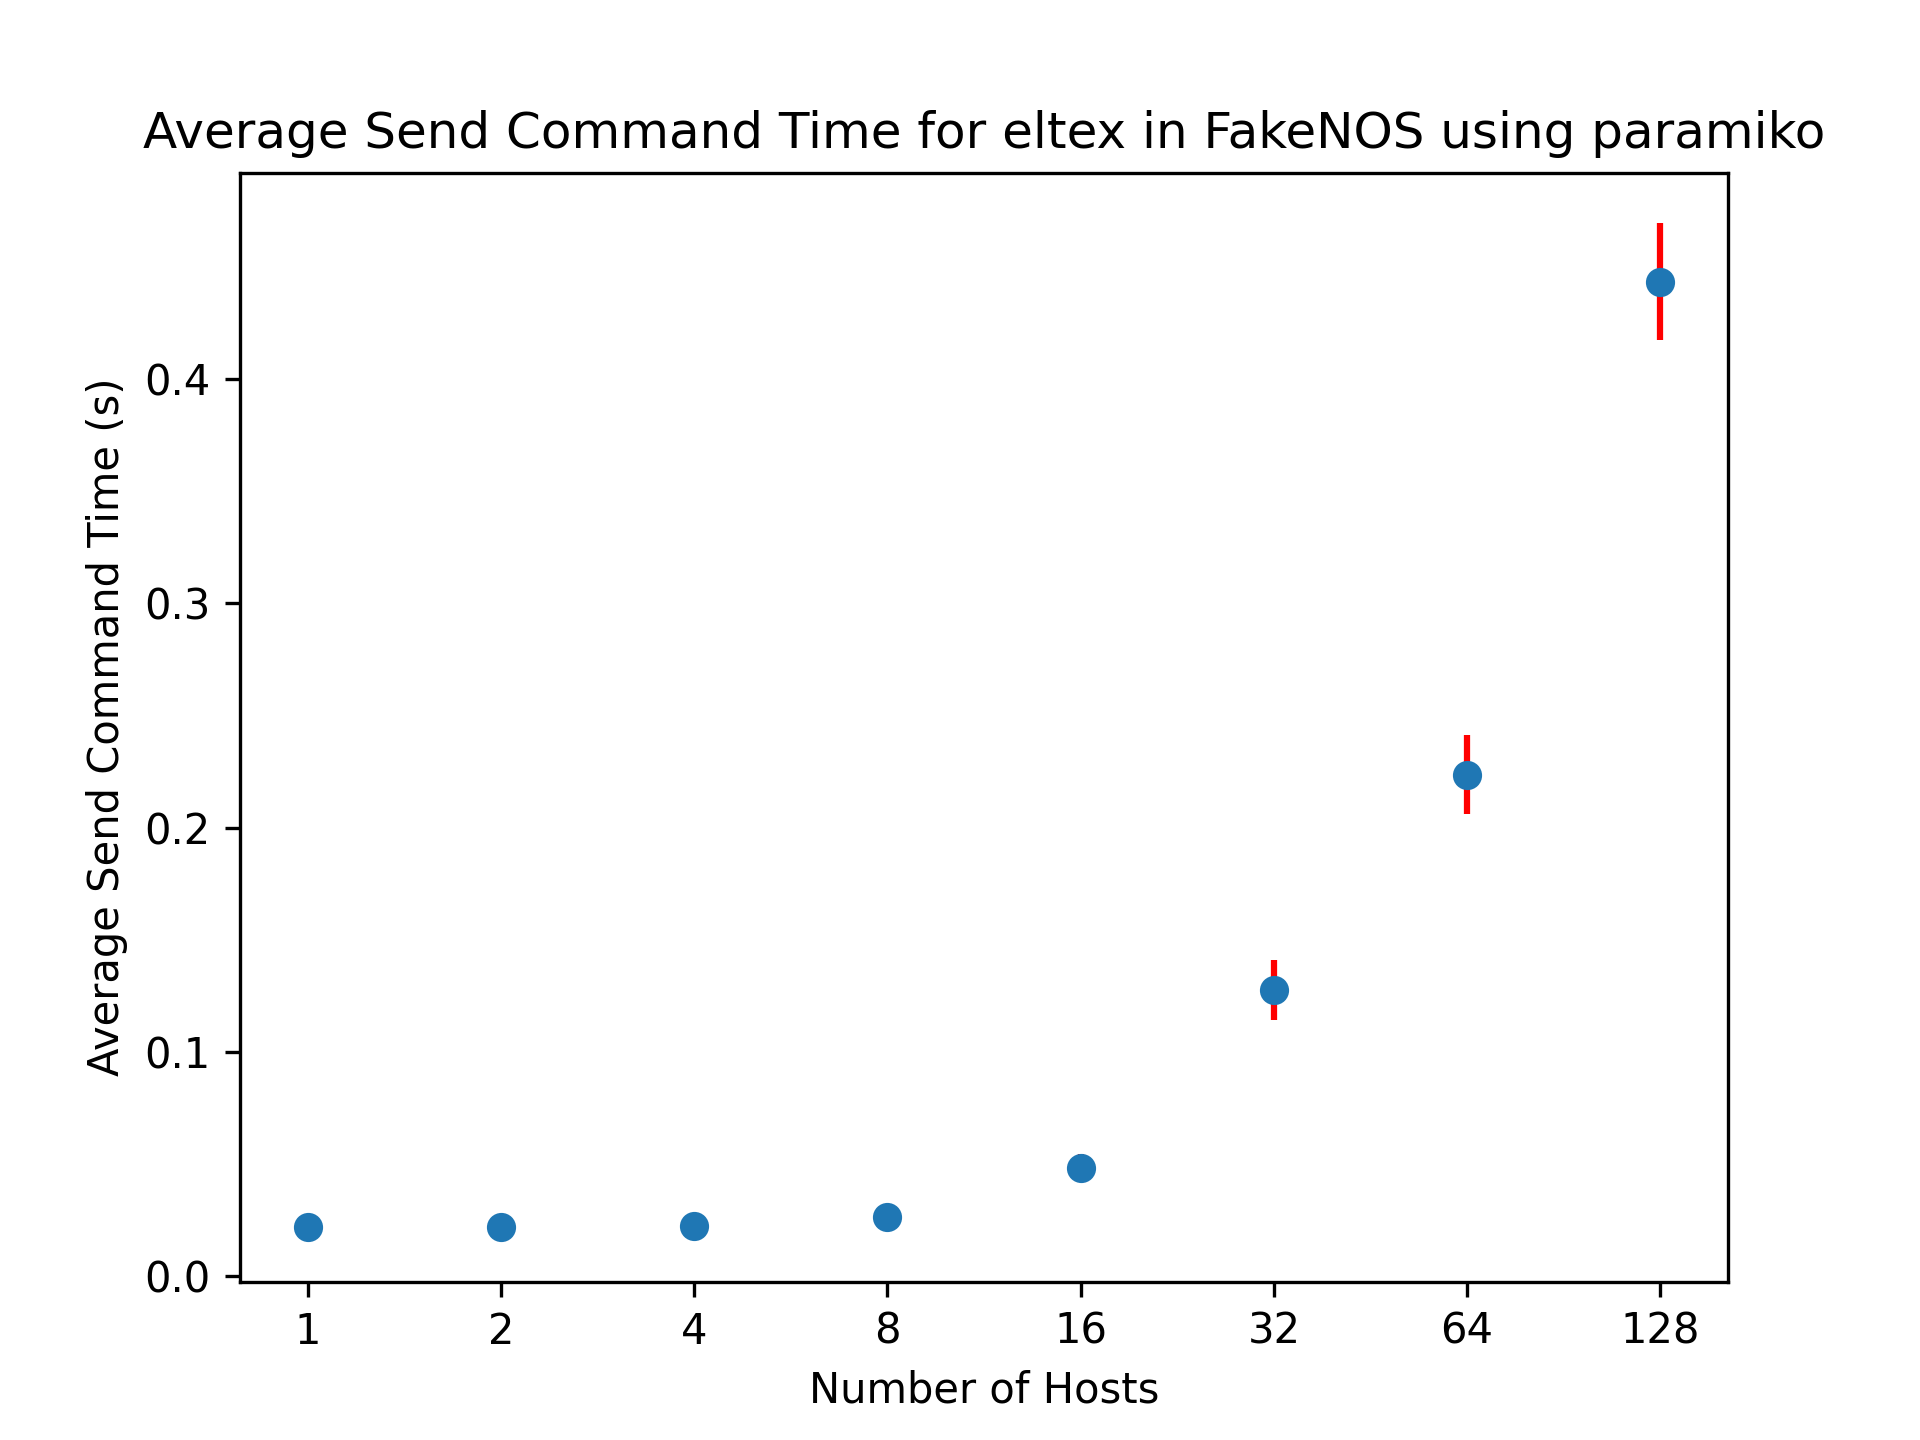 Average Send Command Time for eltex in FakeNOS using paramiko
Average Send Command Time (s)
0.4
0.3
0.2
0.1
0.0
1 2 4 8 16 32 64 128
Number of Hosts